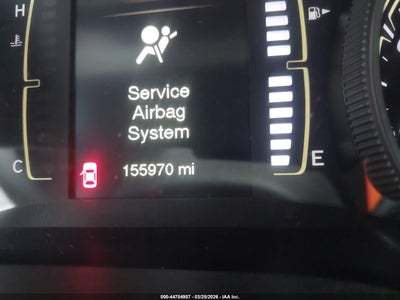 H
Service
Airbag
System
C
155970 mi
E
000-44704957 - 03/25/2026 - IAA Inc.